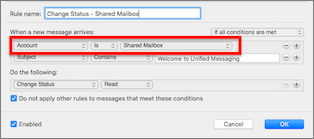 Rule name: Change Status - Shared Mailbox
When a new message arrives: If all conditions are met
Account Is Shared Mailbox
Subject Contains Welcome to Unified Messaging
Do the following:
Change Status Read
Do not apply other rules to messages that meet these conditions
Enabled Cancel OK